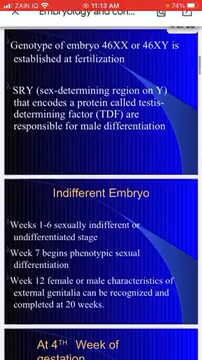 ZAIN IQ
11:13 AM
74%
Embryology and con
Genotype of embryo 46XX or 46XY is
established at fertilization
SRY (sex-determining region on Y)
that encodes a protein called testis-
determining factor (TDF) are
responsible for male differentiation
Indifferent Embryo
Weeks 1-6 sexually indifferent or
undifferentiated stage
Week 7 begins phenotypic sexual
differentiation
Week 12 female or male characteristics of
external genitalia can be recognized and
completed at 20 weeks.
At 4TH Week of
gestation